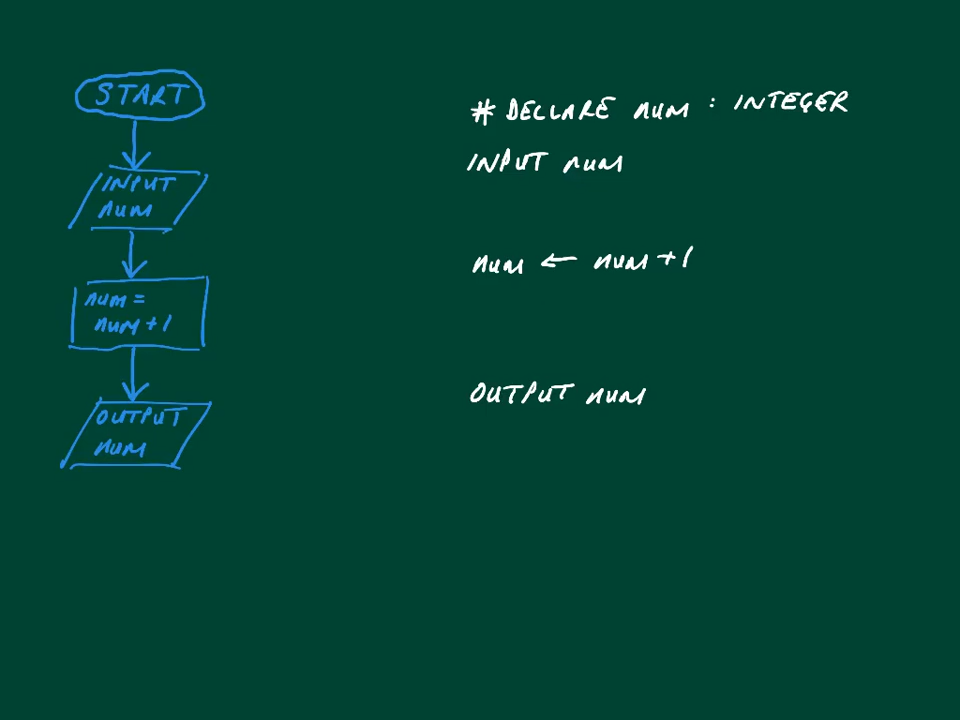 START
INPUT
num
num =
num + 1
OUTPUT
num
# DECLARE num : INTEGER
INPUT num
num ← num + 1
OUTPUT num